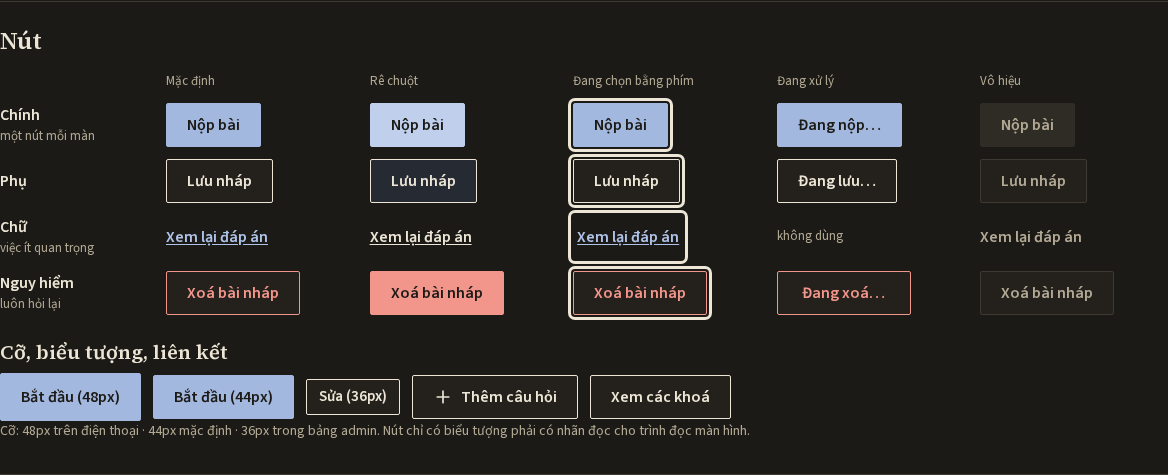 Nút
Mặc định Rê chuột Đang chọn bằng phím Đang xử lý Vô hiệu
Chính
một nút mỗi màn
Nộp bài Nộp bài Nộp bài Đang nộp… Nộp bài
Phụ
Lưu nháp Lưu nháp Lưu nháp Đang lưu… Lưu nháp
Chữ
việc ít quan trọng
Xem lại đáp án Xem lại đáp án Xem lại đáp án không dùng Xem lại đáp án
Nguy hiểm
luôn hỏi lại
Xoá bài nháp Xoá bài nháp Xoá bài nháp Đang xoá… Xoá bài nháp
Cỡ, biểu tượng, liên kết
Bắt đầu (48px) Bắt đầu (44px) Sửa (36px) + Thêm câu hỏi Xem các khoá
Cỡ: 48px trên điện thoại · 44px mặc định · 36px trong bảng admin. Nút chỉ có biểu tượng phải có nhãn đọc cho trình đọc màn hình.